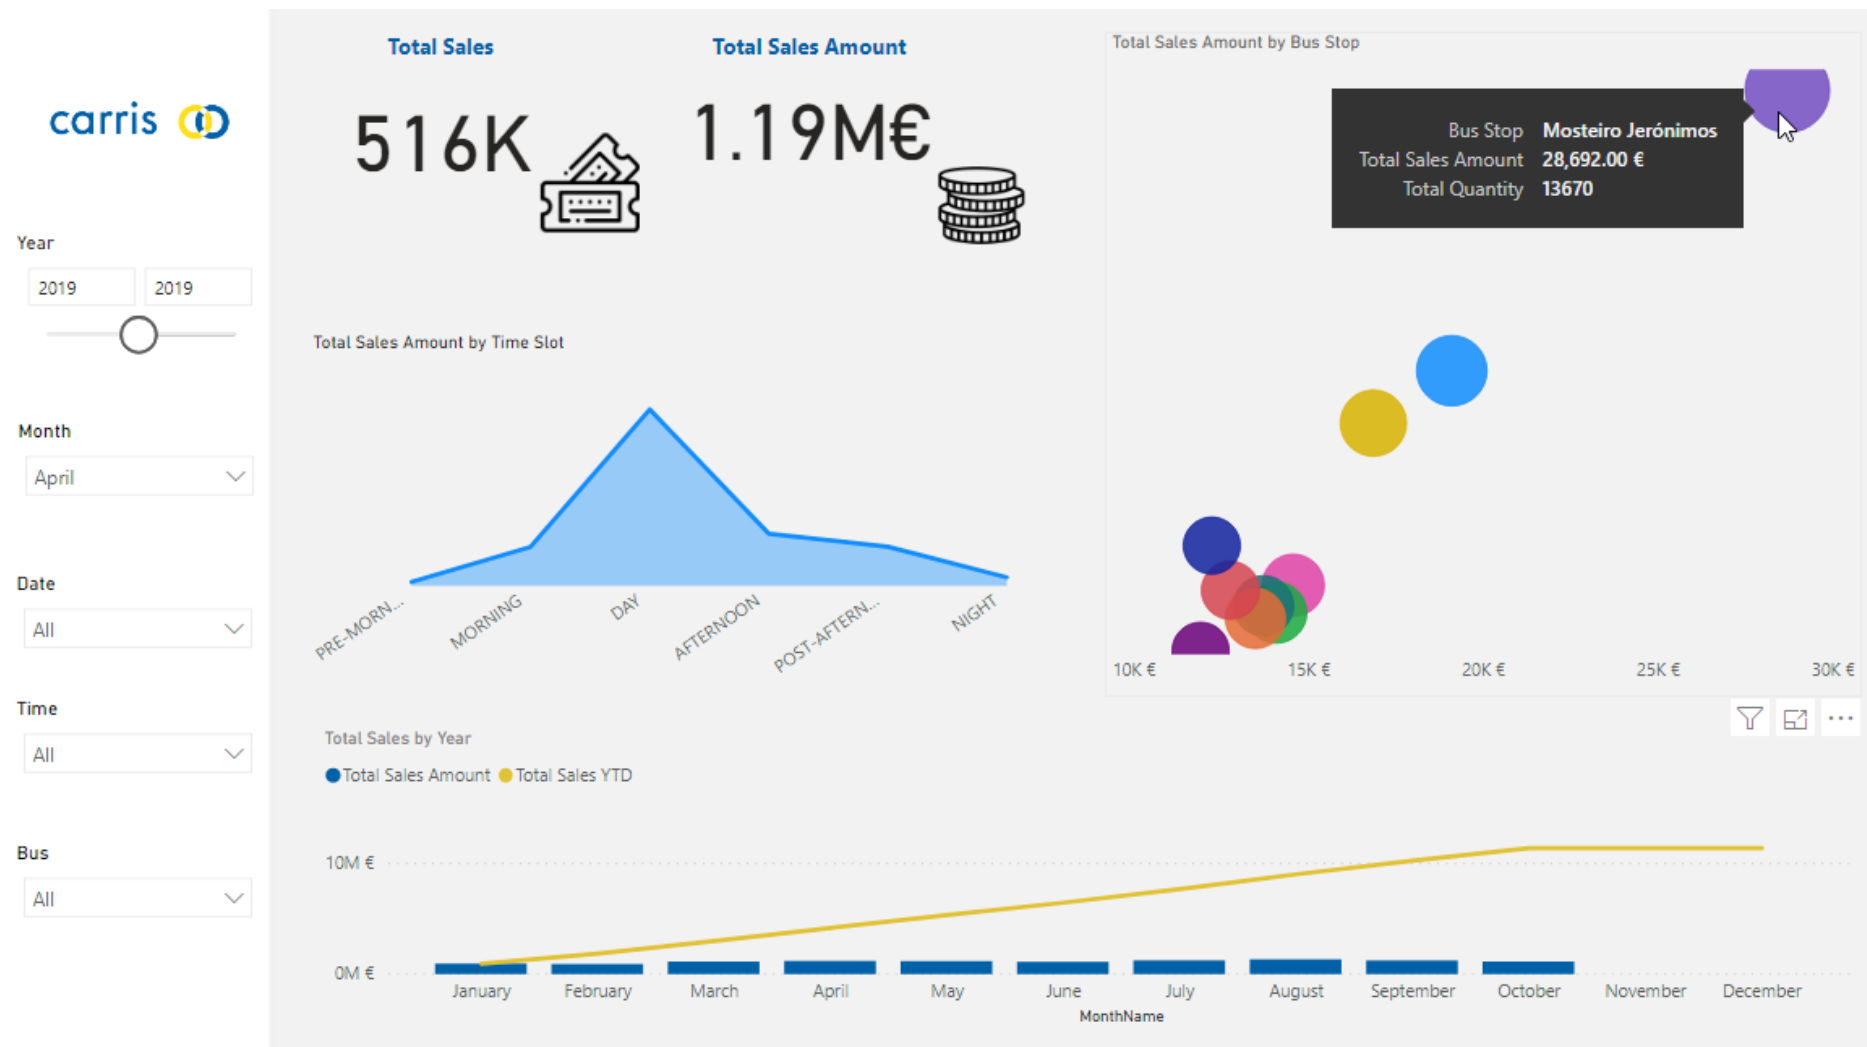 carris
Year
2019 2019
Month
April
Date
All
Time
All
Bus
All
Total Sales
516K
Total Sales Amount
1.19M€
Total Sales Amount by Time Slot
PRE-MORN...
MORNING
DAY
AFTERNOON
POST-AFTERN...
NIGHT
Total Sales Amount by Bus Stop
Bus Stop Mosteiro Jerónimos
Total Sales Amount 28,692.00 €
Total Quantity 13670
10K € 15K € 20K € 25K € 30K €
Total Sales by Year
Total Sales Amount Total Sales YTD
10M €
0M €
January February March April May June July August September October November December
MonthName